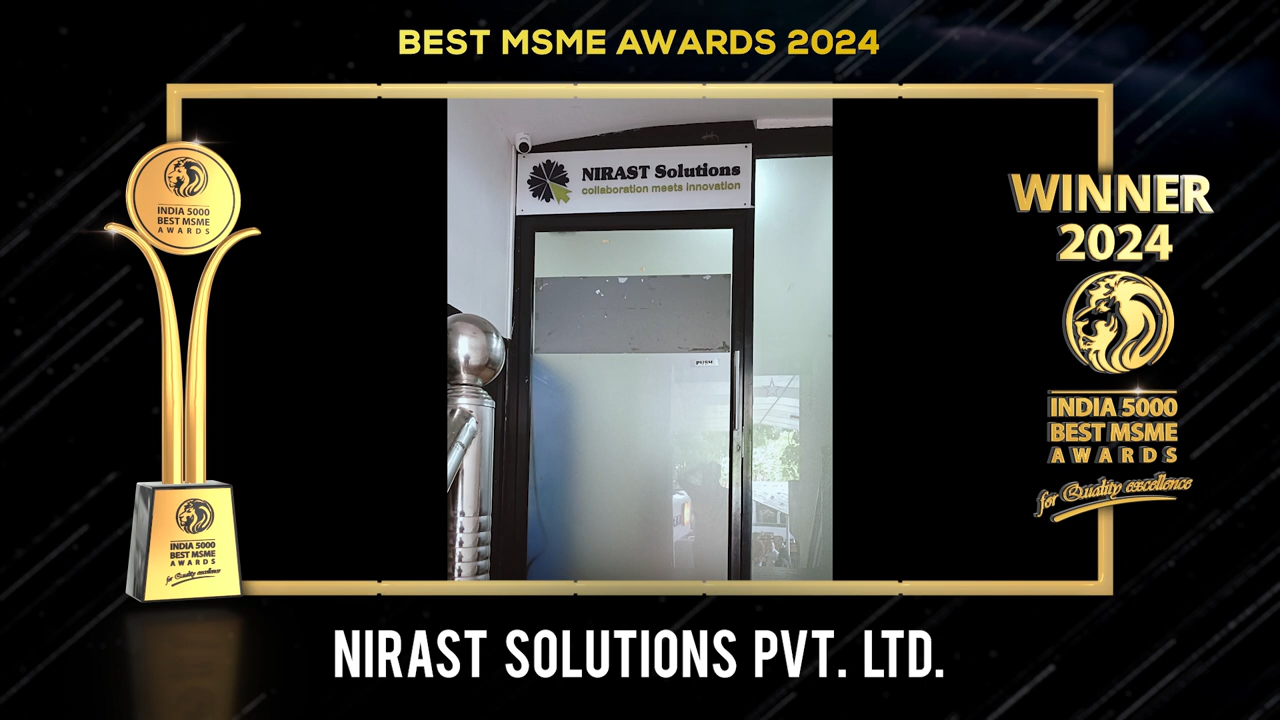 BEST MSME AWARDS 2024
INDIA 5000
BEST MSME
AWARDS
NIRAST Solutions
collaboration meets innovation
PUSH
WINNER
2024
INDIA 5000
BEST MSME
AWARDS
for Quality excellence
INDIA 5000
BEST MSME
AWARDS
for Quality excellence
NIRAST SOLUTIONS PVT. LTD.